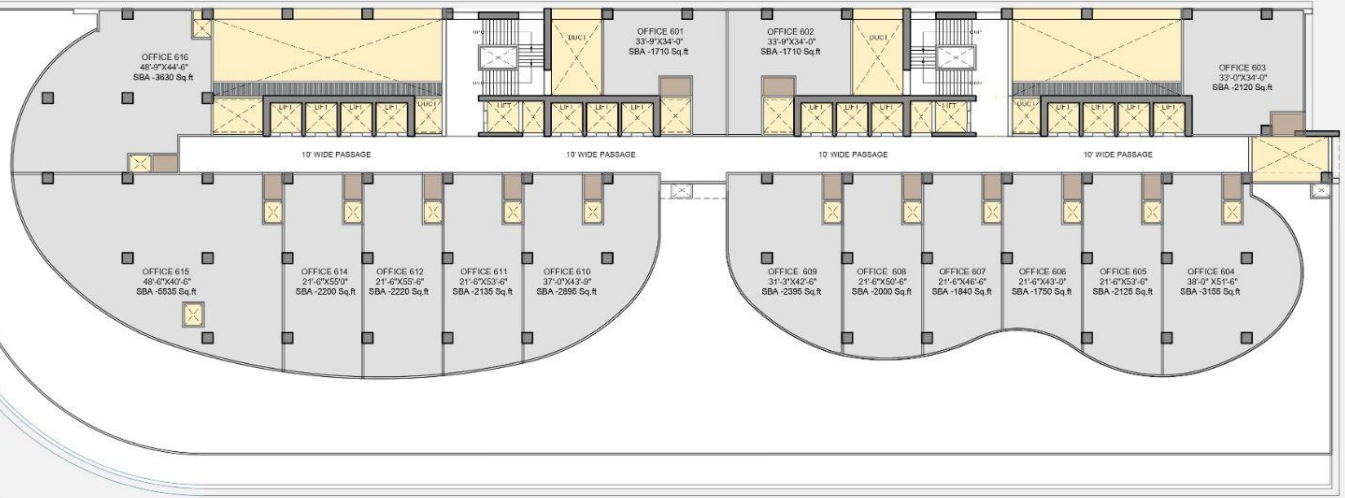 OFFICE 616
48'-9"X44'-6"
SBA -3630 Sq.ft
DUCT
OFFICE 601
33'-9"X34'-0"
SBA -1710 Sq.ft
OFFICE 602
33'-9"X34'-0"
SBA -1710 Sq.ft
DUCT
OFFICE 603
33'-0"X34'-0"
SBA -2120 Sq.ft
LIFT
LIFT
LIFT
LIFT
DUCT
LIFT
LIFT
LIFT
LIFT
LIFT
LIFT
LIFT
LIFT
DUCT
LIFT
LIFT
LIFT
LIFT
10' WIDE PASSAGE
10' WIDE PASSAGE
10' WIDE PASSAGE
10' WIDE PASSAGE
OFFICE 615
48'-6"X40'-6"
SBA -5535 Sq.ft
OFFICE 614
21'-6"X55'0"
SBA -2200 Sq.ft
OFFICE 612
21'-6"X55'-6"
SBA -2220 Sq.ft
OFFICE 611
21'-6"X53'-6"
SBA -2135 Sq.ft
OFFICE 610
37'-0"X43'-9"
SBA -2895 Sq.ft
OFFICE 609
31'-3"X42'-6"
SBA -2395 Sq.ft
OFFICE 608
21'-6"X50'-6"
SBA -2000 Sq.ft
OFFICE 607
21'-6"X46'-6"
SBA -1840 Sq.ft
OFFICE 606
21'-6"X43'-0"
SBA -1750 Sq.ft
OFFICE 605
21'-6"X53'-6"
SBA -2125 Sq.ft
OFFICE 604
38'-0" X51'-6"
SBA -3155 Sq.ft